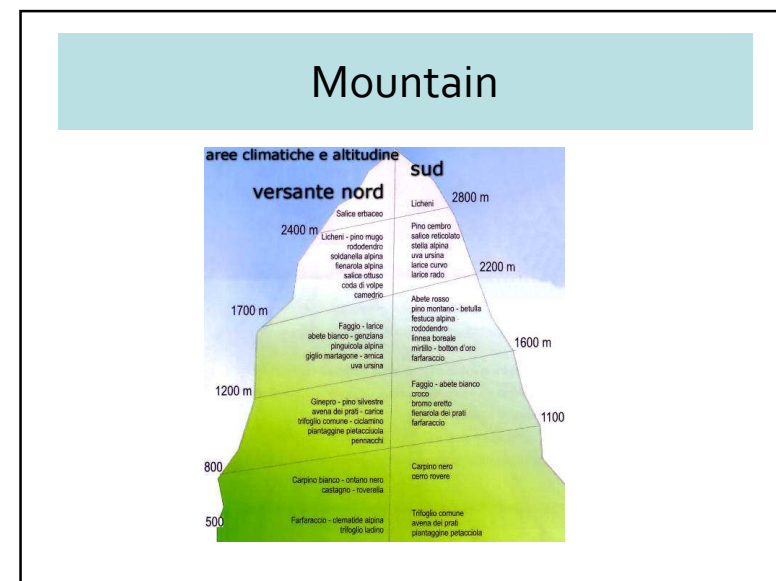 Mountain
aree climatiche e altitudine
sud
versante nord
2800 m
Salice erbaceo
Licheni
2400 m
Licheni - pino mugo
rododendro
soldanella alpina
fienarola alpina
salice ottuso
coda di volpe
camedrio
Pino cembro
salice reticolato
stella alpina
uva ursina
larice curvo
larice rado
2200 m
1700 m
Faggio - larice
abete bianco - genziana
pinguicola alpina
giglio martagone - arnica
uva ursina
Abete rosso
pino montano - betulla
festuca alpina
rododendro
linnea boreale
mirtillo - botton d'oro
farfaraccio
1600 m
1200 m
Ginepro - pino silvestre
avena dei prati - carice
trifoglio comune - ciclamino
piantaggine pietacciuola
pennacchi
Faggio - abete bianco
croco
bromo eretto
fienarola dei prati
farfaraccio
1100
800
Carpino bianco - ontano nero
castagno - roverella
Carpino nero
cerro rovere
500
Farfaraccio - clematide alpina
trifoglio ladino
Trifoglio comune
avena dei prati
piantaggine petacciola